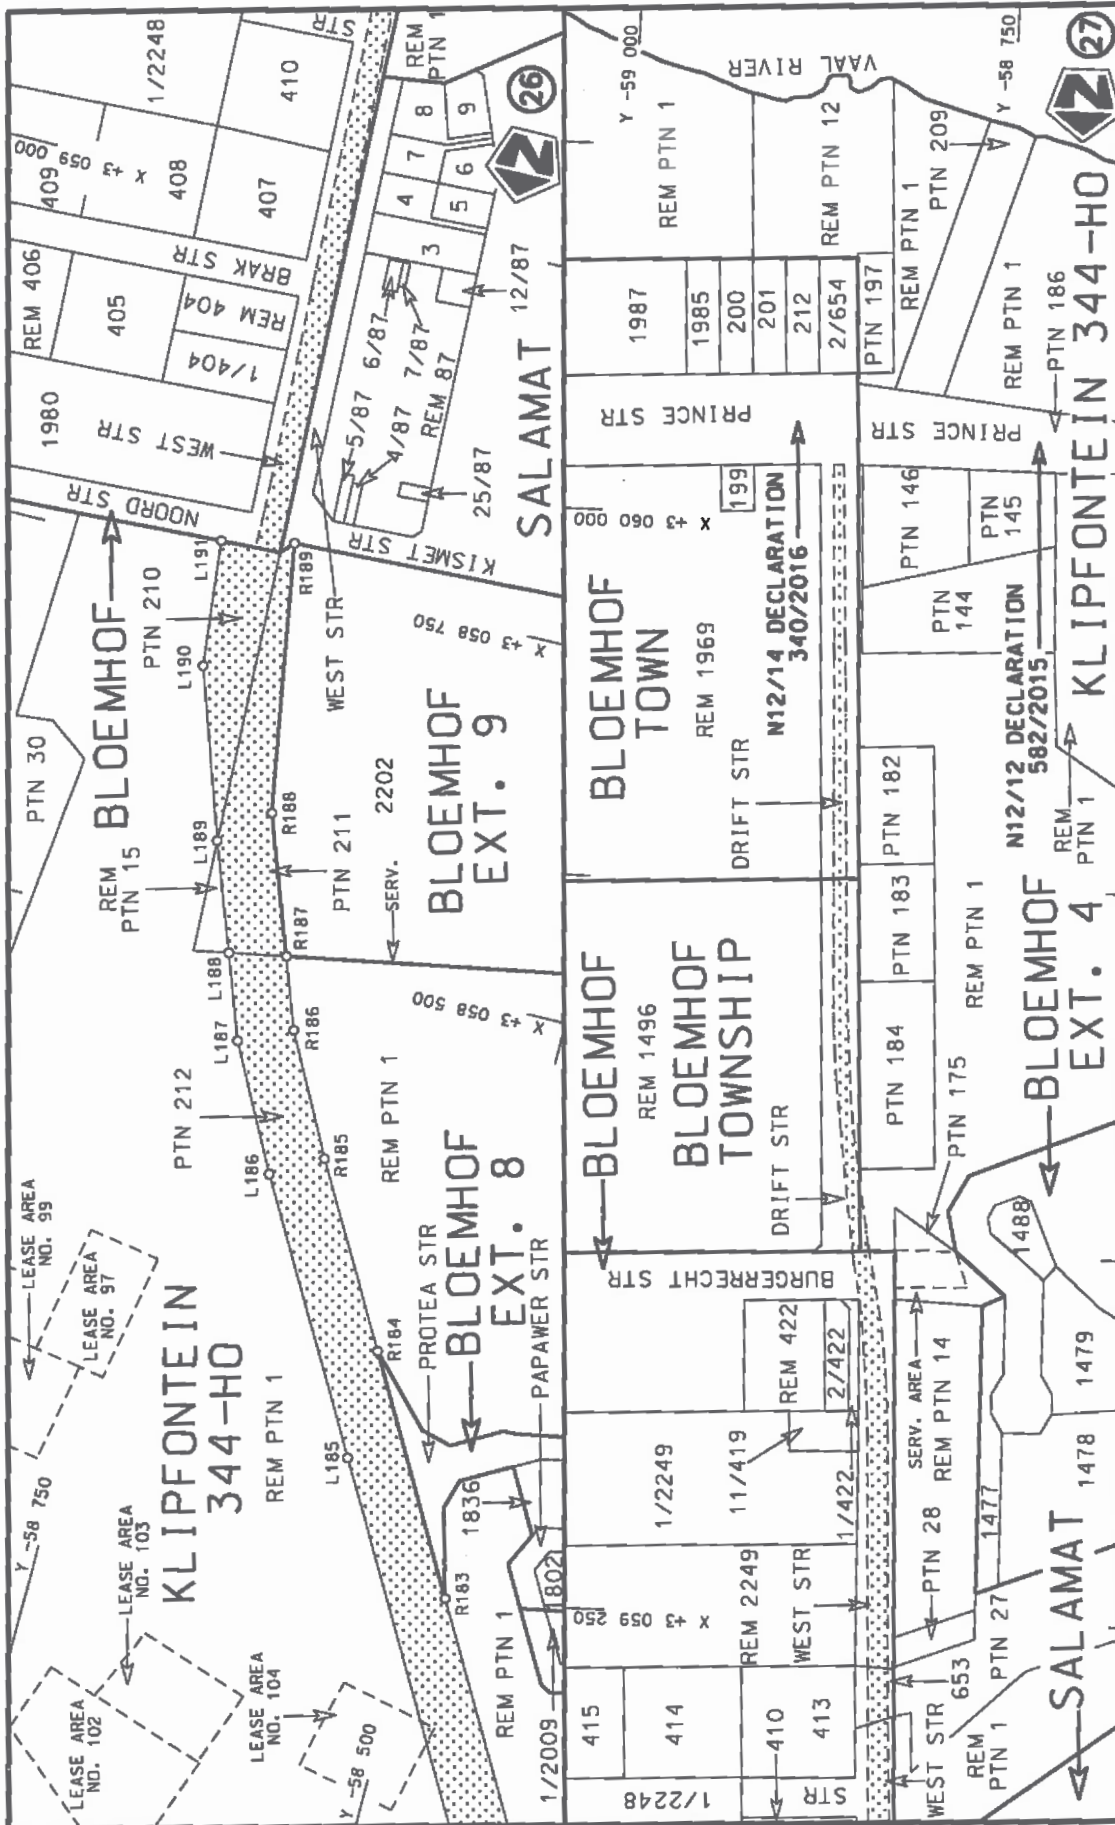 LEASE AREA
NO. 102
LEASE AREA
NO. 103
LEASE AREA
NO. 104
LEASE AREA
NO. 99
LEASE AREA
NO. 97
Y -58 750
Y -58 500
KLIPFONTEIN
344-HO
REM PTN 1
L185
L186
L187
L188
L189
L190
L191
R183
R184
R185
R186
R187
R188
R189
PTN 212
REM PTN 1
REM PTN 1
1/2009
1802
1836
PROTEA STR
BLOEMHOF
EXT. 8
PAPAWER STR
X +3 058 500
SERV.
2202
PTN 211
BLOEMHOF
EXT. 9
REM
PTN 15
PTN 30
BLOEMHOF
PTN 210
X +3 058 750
WEST STR
NOORD STR
KISMET STR
1980
WEST STR
REM 406
405
1/404
REM 404
BRAK STR
409
X +3 059 000
408
407
1/2248
410
STR
5/87
4/87
6/87
7/87
REM 87
25/87
12/87
3
4
5
6
7
8
9
REM
PTN 1
SALAMAT
N
26
415
414
1/2248
410
413
STR
X +3 059 250
REM 2249
WEST STR
1/2249
11/419
1/422
REM 422
2/422
BURGERRECHT STR
BLOEMHOF
REM 1496
BLOEMHOF
TOWNSHIP
DRIFT STR
BLOEMHOF
TOWN
REM 1969
DRIFT STR
X +3 060 000
199
N12/14 DECLARATION
340/2016
PRINCE STR
1987
1985
200
201
212
2/654
PTN 197
REM PTN 1
REM PTN 12
Y -59 000
VAAL RIVER
WEST STR
653
REM
PTN 1
PTN 27
PTN 28
SALAMAT
SERV. AREA
REM PTN 14
1477
1478
1479
1488
PTN 175
BLOEMHOF
EXT. 4
PTN 184
PTN 183
PTN 182
REM PTN 1
REM
PTN 1
N12/12 DECLARATION
582/2015
PTN
144
PTN 146
PTN
145
PRINCE STR
PTN 186
REM PTN 1
REM PTN 1
PTN 209
Y -58 750
KLIPFONTEIN 344-HO
N
27